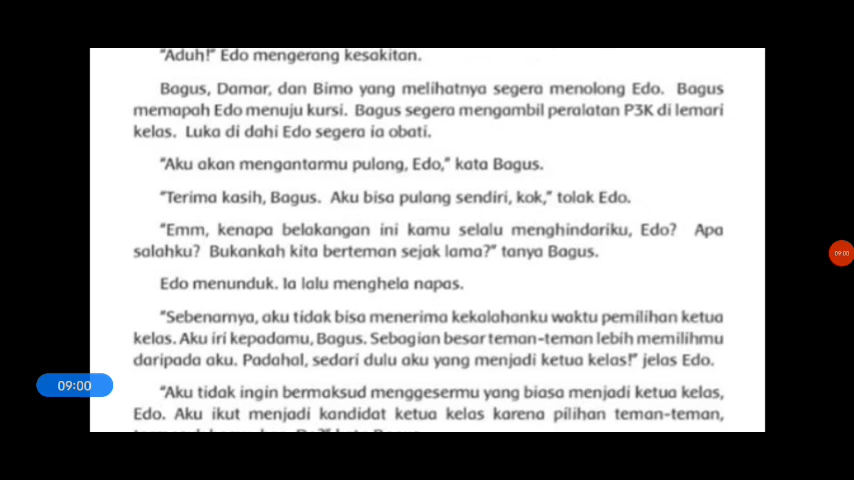 "Aduh!" Edo mengerang kesakitan.
Bagus, Damar, dan Bimo yang melihatnya segera menolong Edo. Bagus
memapah Edo menuju kursi. Bagus segera mengambil peralatan P3K di lemari
kelas. Luka di dahi Edo segera ia obati.
"Aku akan mengantarmu pulang, Edo," kata Bagus.
"Terima kasih, Bagus. Aku bisa pulang sendiri, kok," tolak Edo.
"Emm, kenapa belakangan ini kamu selalu menghindariku, Edo? Apa
salahku? Bukankah kita berteman sejak lama?" tanya Bagus.
Edo menunduk. Ia lalu menghela napas.
"Sebenarnya, aku tidak bisa menerima kekalahanku waktu pemilihan ketua
kelas. Aku iri kepadamu, Bagus. Sebagian besar teman-teman lebih memilihmu
daripada aku. Padahal, sedari dulu aku yang menjadi ketua kelas!" jelas Edo.
"Aku tidak ingin bermaksud menggesermu yang biasa menjadi ketua kelas,
Edo. Aku ikut menjadi kandidat ketua kelas karena pilihan teman-teman,
09:00
09:00